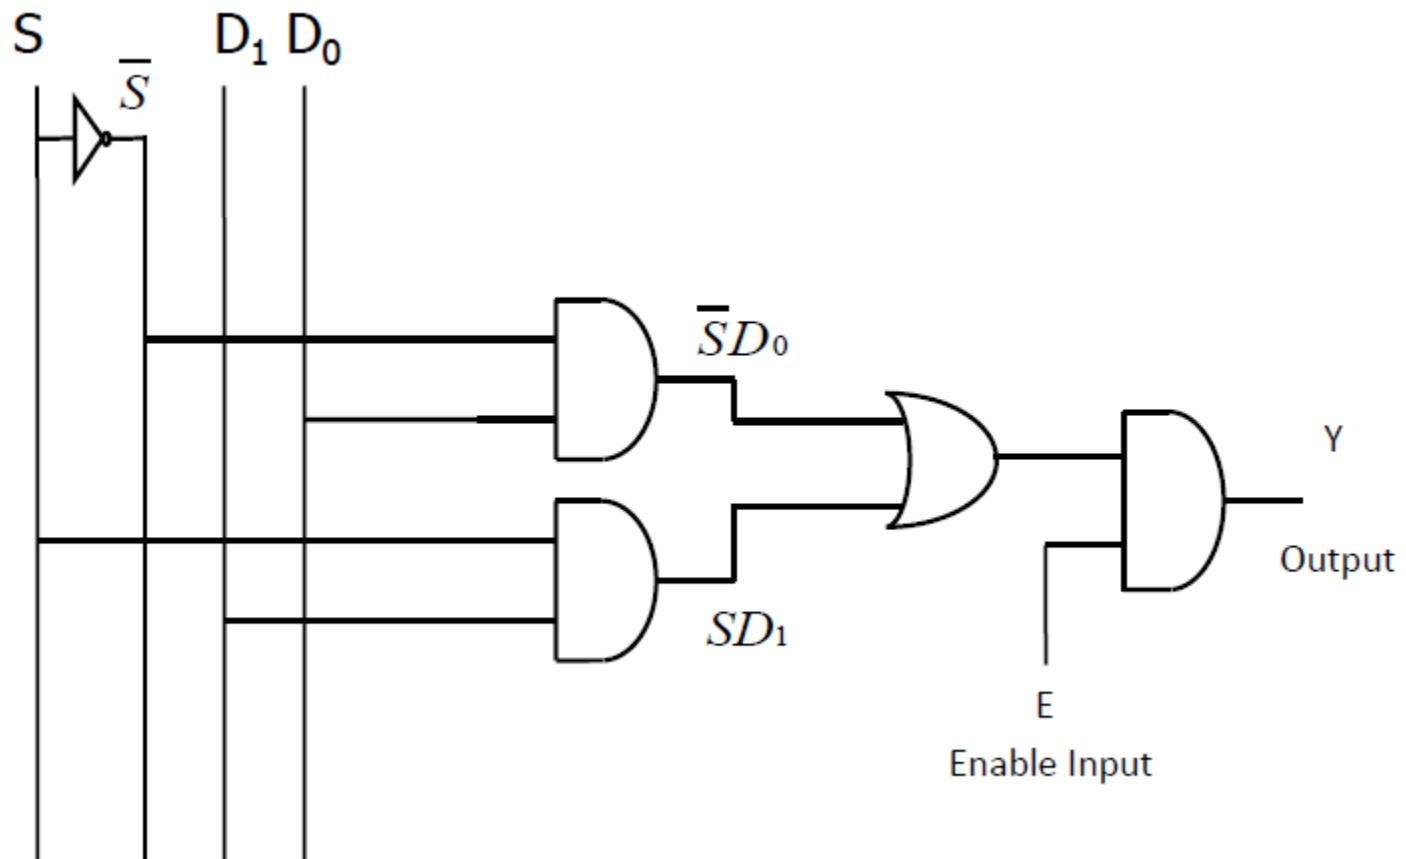 S
S̅
D₁ D₀
S̅D₀
SD₁
Y
Output
E
Enable Input